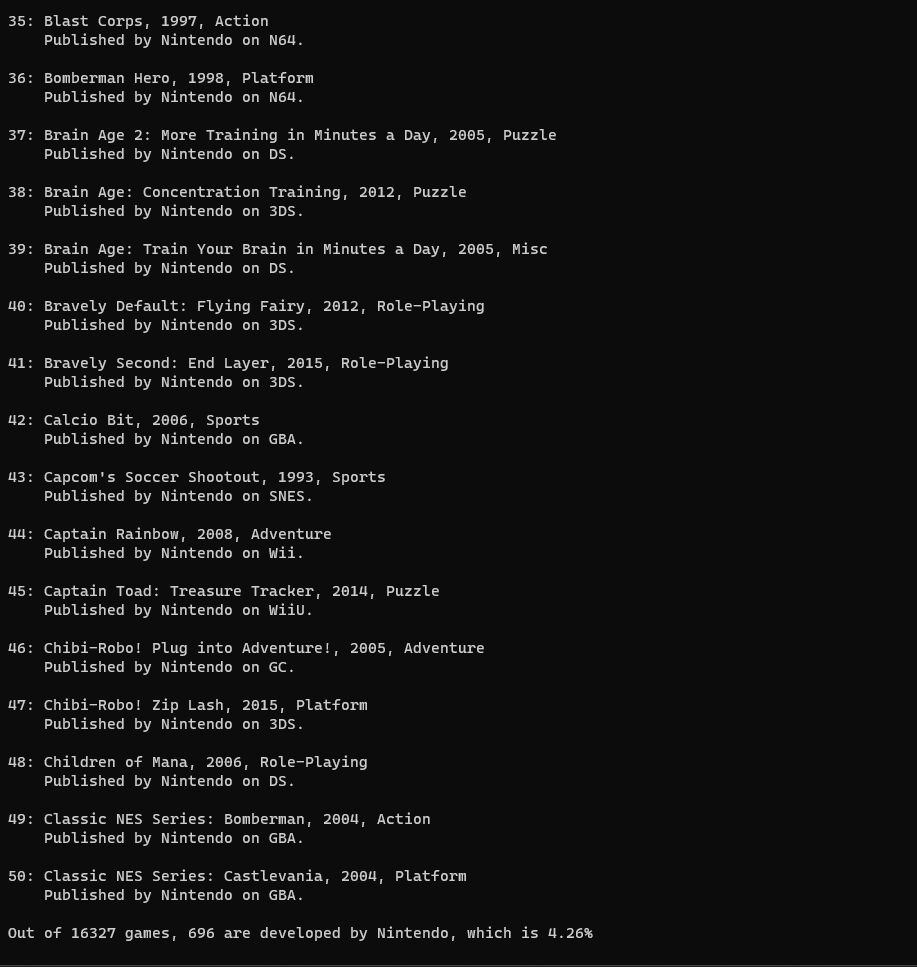 35: Blast Corps, 1997, Action
Published by Nintendo on N64.
36: Bomberman Hero, 1998, Platform
Published by Nintendo on N64.
37: Brain Age 2: More Training in Minutes a Day, 2005, Puzzle
Published by Nintendo on DS.
38: Brain Age: Concentration Training, 2012, Puzzle
Published by Nintendo on 3DS.
39: Brain Age: Train Your Brain in Minutes a Day, 2005, Misc
Published by Nintendo on DS.
40: Bravely Default: Flying Fairy, 2012, Role-Playing
Published by Nintendo on 3DS.
41: Bravely Second: End Layer, 2015, Role-Playing
Published by Nintendo on 3DS.
42: Calcio Bit, 2006, Sports
Published by Nintendo on GBA.
43: Capcom's Soccer Shootout, 1993, Sports
Published by Nintendo on SNES.
44: Captain Rainbow, 2008, Adventure
Published by Nintendo on Wii.
45: Captain Toad: Treasure Tracker, 2014, Puzzle
Published by Nintendo on WiiU.
46: Chibi-Robo! Plug into Adventure!, 2005, Adventure
Published by Nintendo on GC.
47: Chibi-Robo! Zip Lash, 2015, Platform
Published by Nintendo on 3DS.
48: Children of Mana, 2006, Role-Playing
Published by Nintendo on DS.
49: Classic NES Series: Bomberman, 2004, Action
Published by Nintendo on GBA.
50: Classic NES Series: Castlevania, 2004, Platform
Published by Nintendo on GBA.
Out of 16327 games, 696 are developed by Nintendo, which is 4.26%